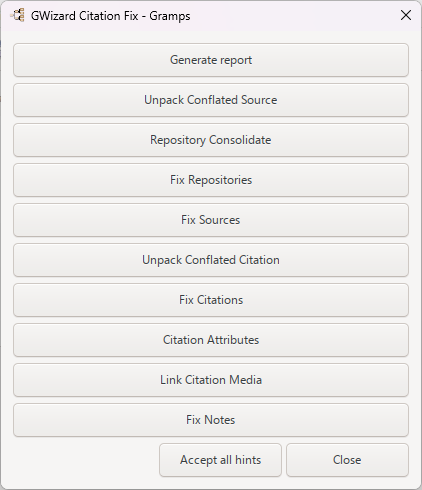 GWizard Citation Fix - Gramps
Generate report
Unpack Conflated Source
Repository Consolidate
Fix Repositories
Fix Sources
Unpack Conflated Citation
Fix Citations
Citation Attributes
Link Citation Media
Fix Notes
Accept all hints
Close